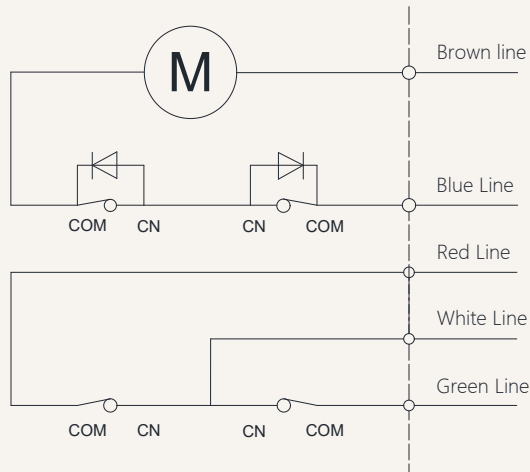 M
Brown line
Blue Line
COM CN CN COM
Red Line
White Line
Green Line
COM CN CN COM